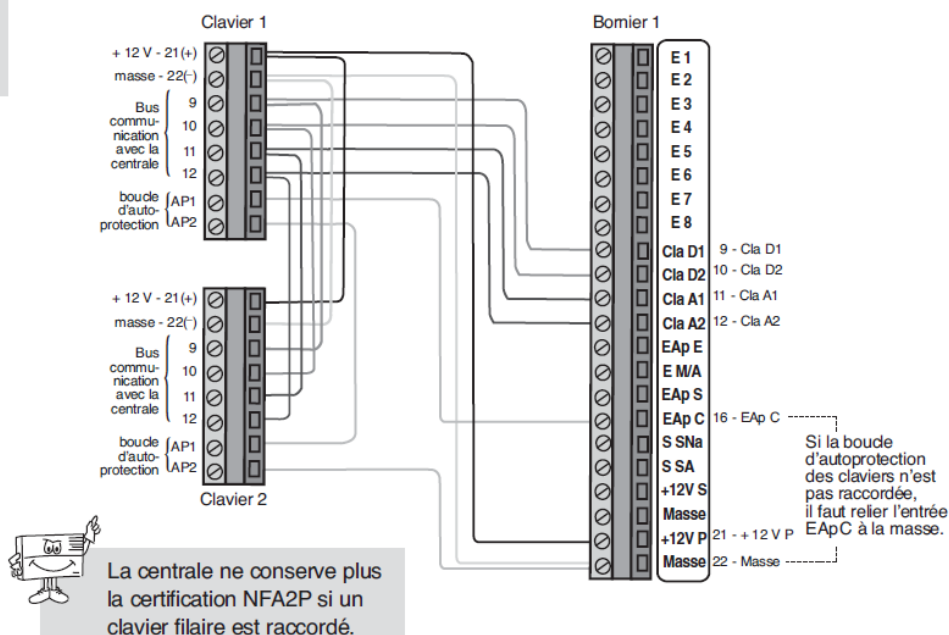 Clavier 1
+ 12 V - 21(+)
masse - 22(–)
Bus
commu-
nication
avec la
centrale
9
10
11
12
boucle
d'auto-
protection
AP1
AP2
+ 12 V - 21(+)
masse - 22(–)
Bus
commu-
nication
avec la
centrale
9
10
11
12
boucle
d'auto-
protection
AP1
AP2
Clavier 2
Bornier 1
E 1
E 2
E 3
E 4
E 5
E 6
E 7
E 8
Cla D1 9 - Cla D1
Cla D2 10 - Cla D2
Cla A1 11 - Cla A1
Cla A2 12 - Cla A2
EAp E
E M/A
EAp S
EAp C 16 - EAp C
S SNa
S SA
+12V S
Masse
+12V P 21 - + 12 V P
Masse 22 - Masse
Si la boucle
d'autoprotection
des claviers n'est
pas raccordée,
il faut relier l'entrée
EApC à la masse.
La centrale ne conserve plus
la certification NFA2P si un
clavier filaire est raccordé.